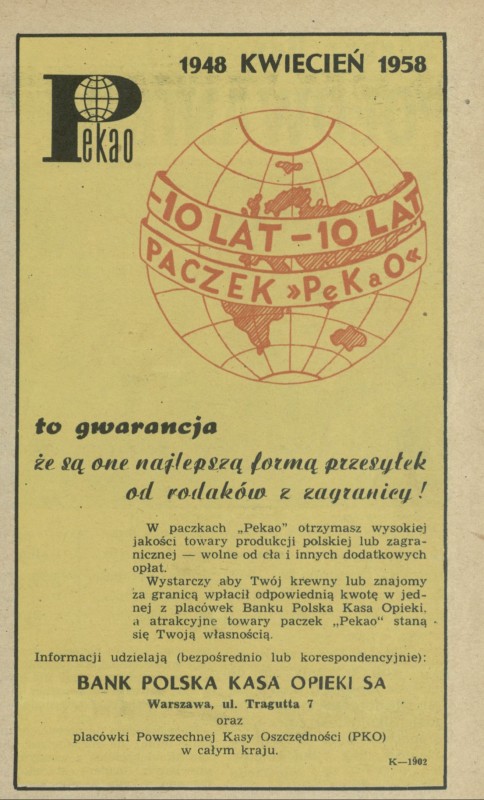 1948 KWIECIEŃ 1958
Pekao
-10 LAT-10 LAT
PACZEK »PeKaO«
to gwarancja
że są one najlepszą formą przesyłek
od rodaków z zagranicy!
W paczkach „Pekao” otrzymasz wysokiej
jakości towary produkcji polskiej lub zagra-
nicznej — wolne od cła i innych dodatkowych
opłat.
Wystarczy aby Twój krewny lub znajomy
za granicą wpłacił odpowiednią kwotę w jed-
nej z placówek Banku Polska Kasa Opieki,
a atrakcyjne towary paczek „Pekao“ staną
się Twoją własnością.
Informacji udzielają (bezpośrednio lub korespondencyjnie):
BANK POLSKA KASA OPIEKI SA
Warszawa, ul. Tragutta 7
oraz
placówki Powszechnej Kasy Oszczędności (PKO)
w całym kraju.
K—1902